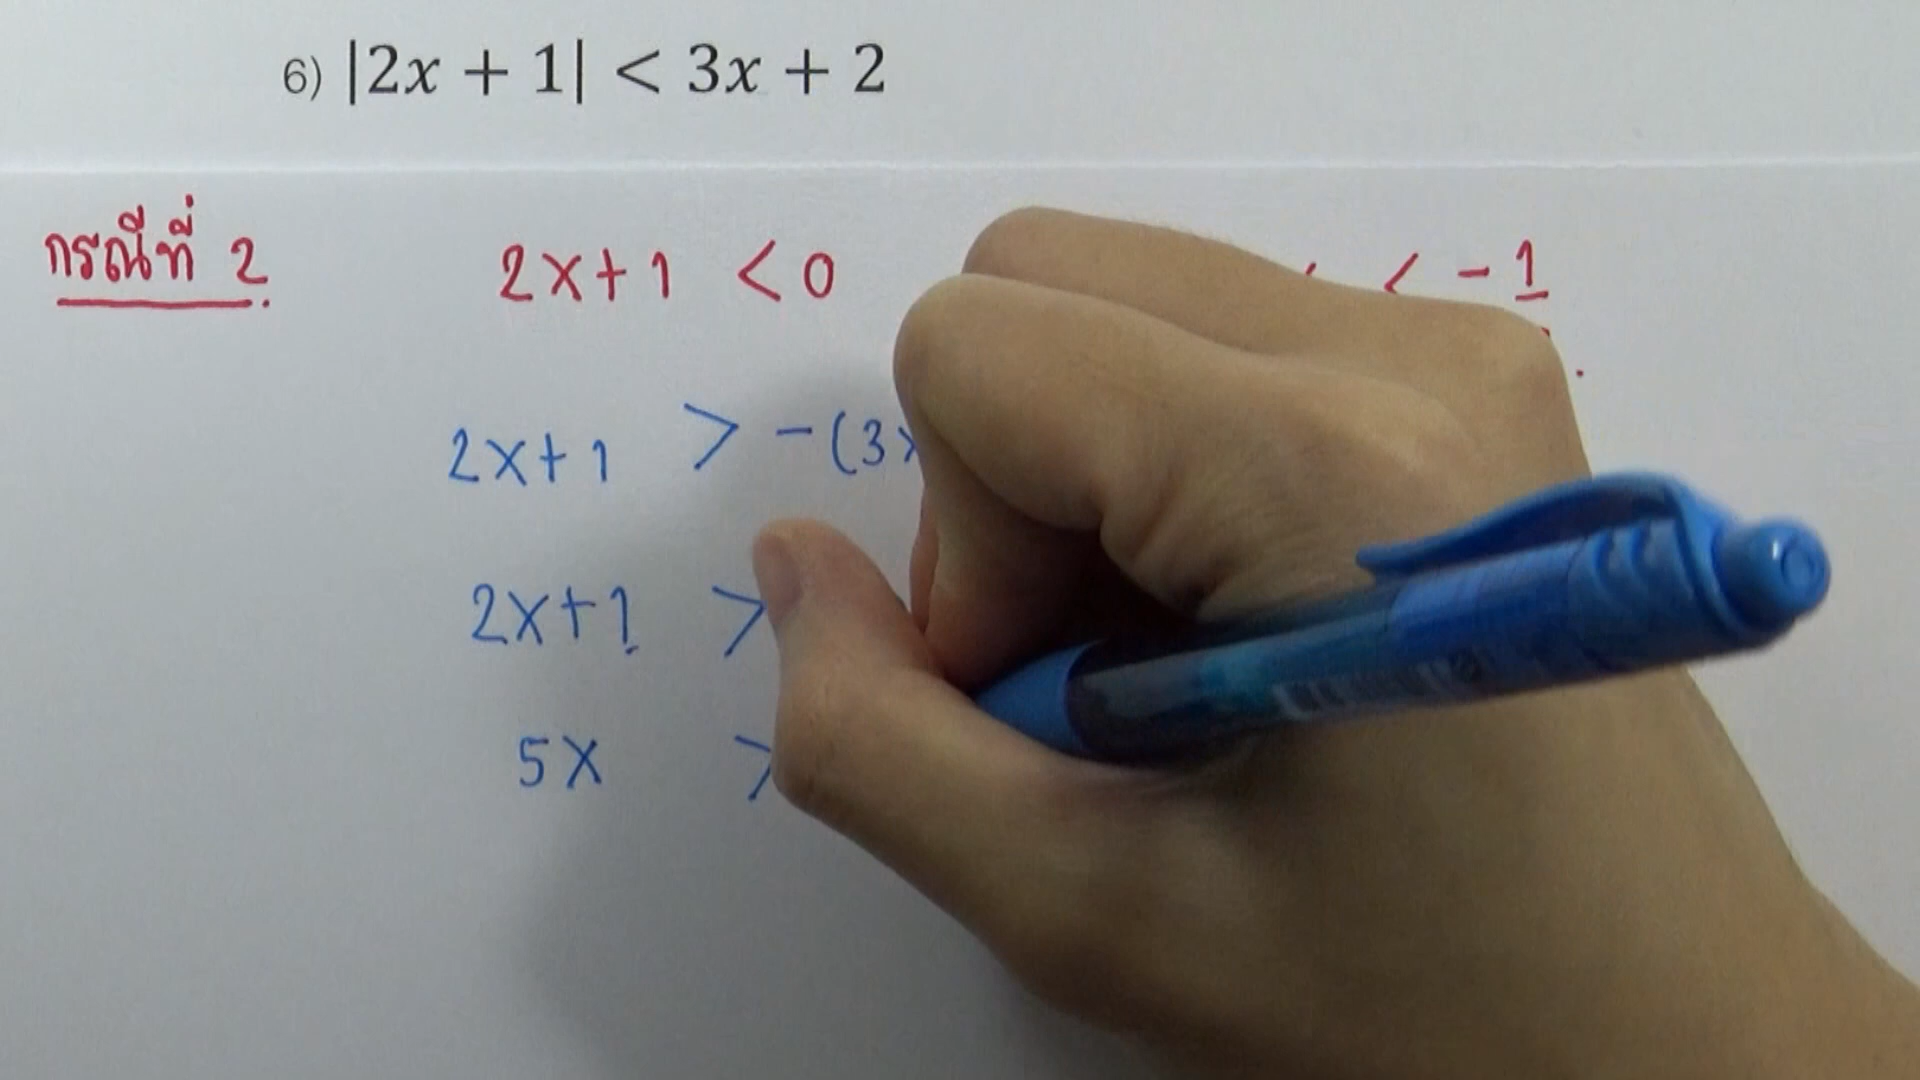 6) |2x + 1| < 3x + 2
กรณีที่ 2 2x+1 < 0 < - 1
2x+1 > -(3x
2x+1 >
5x >